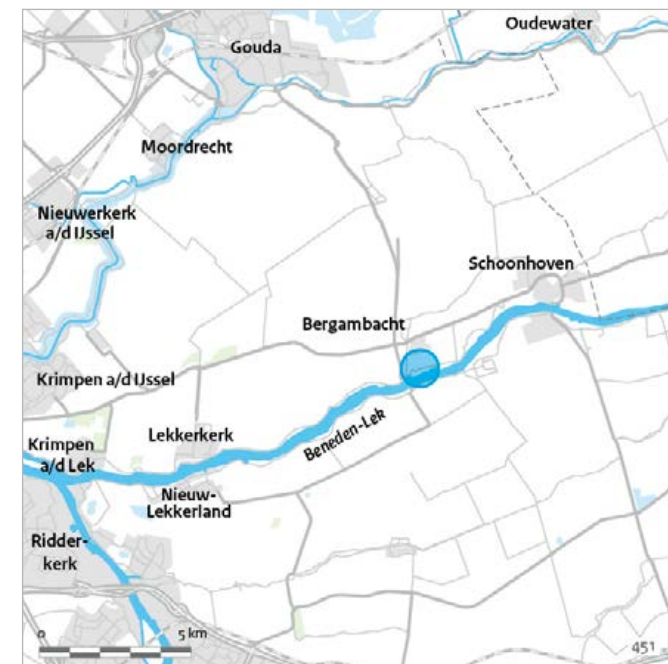 Oudewater
Gouda
Moordrecht
Nieuwerkerk
a/d IJssel
Schoonhoven
Bergambacht
Krimpen a/d IJssel
Lekkerkerk
Beneden-Lek
Krimpen
a/d Lek
Nieuw-
Lekkerland
Ridder-
kerk
0 5 km
451